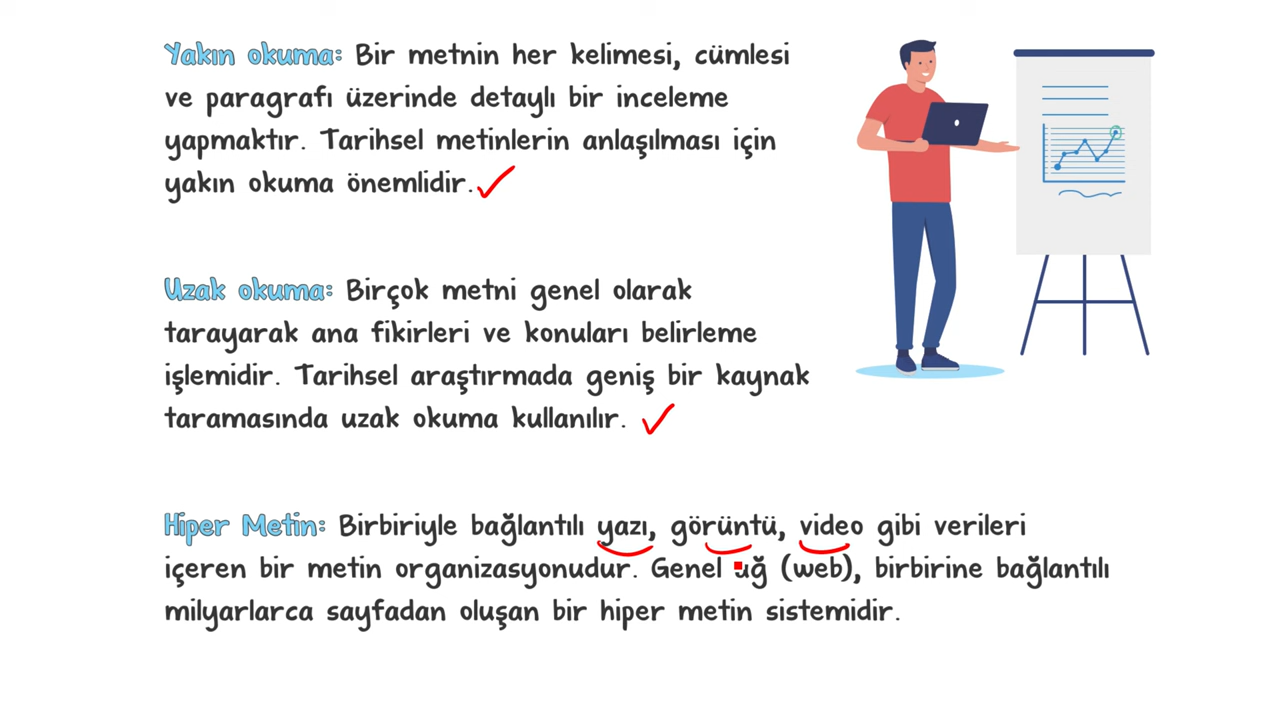 Yakın okuma: Bir metnin her kelimesi, cümlesi
ve paragrafı üzerinde detaylı bir inceleme
yapmaktır. Tarihsel metinlerin anlaşılması için
yakın okuma önemlidir.
Uzak okuma: Birçok metni genel olarak
tarayarak ana fikirleri ve konuları belirleme
işlemidir. Tarihsel araştırmada geniş bir kaynak
taramasında uzak okuma kullanılır.
Hiper Metin: Birbiriyle bağlantılı yazı, görüntü, video gibi verileri
içeren bir metin organizasyonudur. Genel ağ (web), birbirine bağlantılı
milyarlarca sayfadan oluşan bir hiper metin sistemidir.